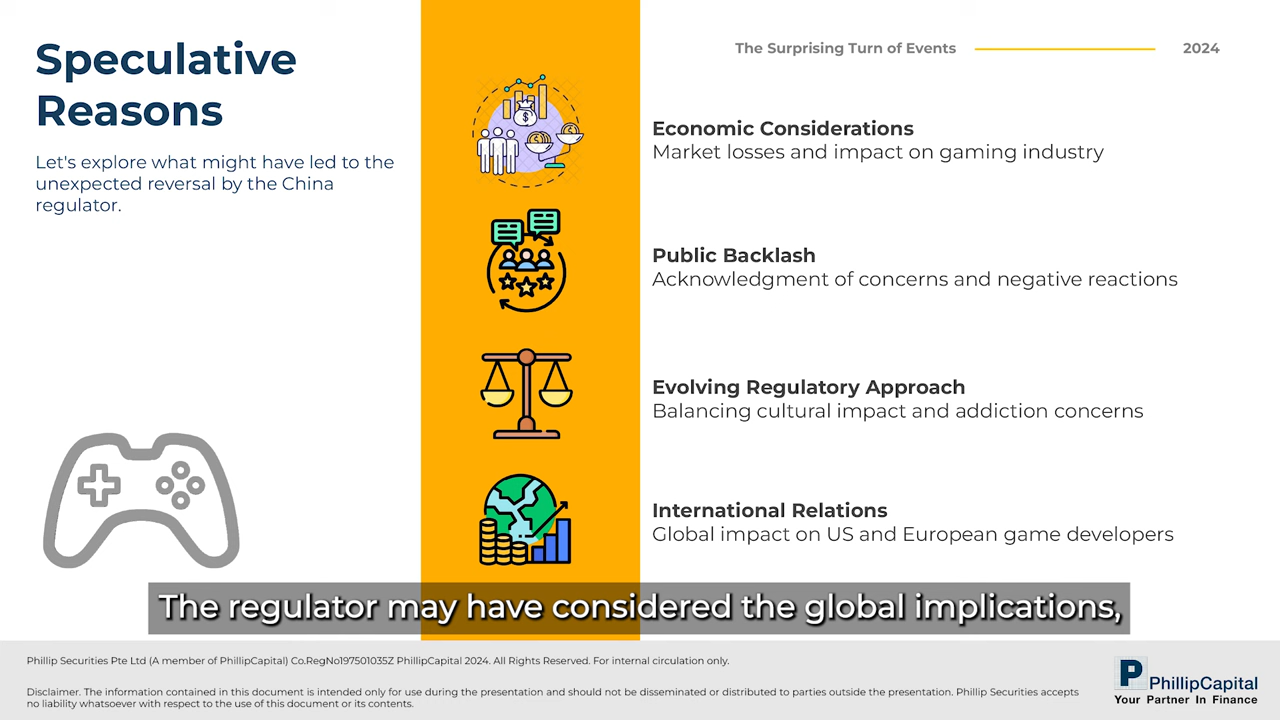 Speculative
Reasons
Let's explore what might have led to the
unexpected reversal by the China
regulator.
The Surprising Turn of Events
2024
Economic Considerations
Market losses and impact on gaming industry
Public Backlash
Acknowledgment of concerns and negative reactions
Evolving Regulatory Approach
Balancing cultural impact and addiction concerns
International Relations
Global impact on US and European game developers
The regulator may have considered the global implications,
Phillip Securities Pte Ltd (A member of PhillipCapital) Co.RegNo197501035Z PhillipCapital 2024. All Rights Reserved. For internal circulation only.
Disclaimer. The information contained in this document is intended only for use during the presentation and should not be disseminated or distributed to parties outside the presentation. Phillip Securities accepts
no liability whatsoever with respect to the use of this document or its contents.
PhillipCapital
Your Partner In Finance